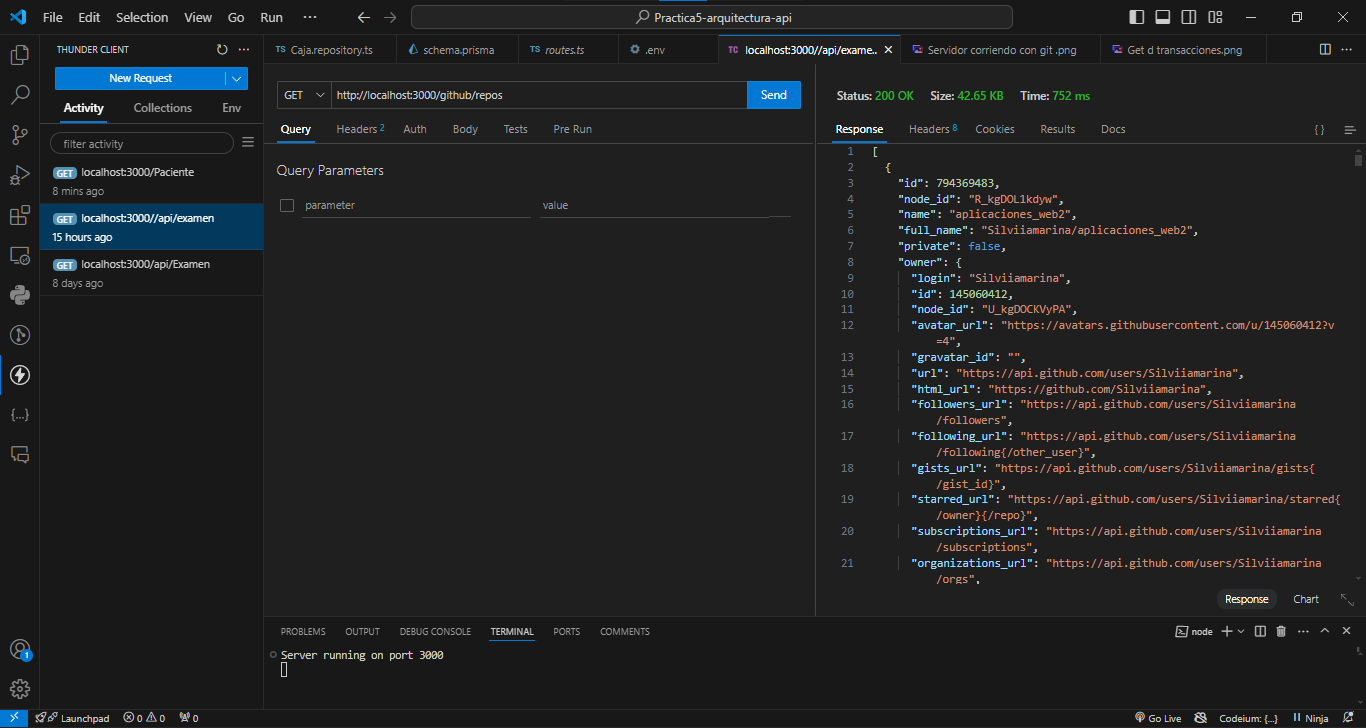 File Edit Selection View Go Run ··· Practica5-arquitectura-api
THUNDER CLIENT
New Request
Activity Collections Env
filter activity
GET localhost:3000/Paciente
8 mins ago
GET localhost:3000//api/examen
15 hours ago
GET localhost:3000/api/Examen
8 days ago
TS Caja.repository.ts schema.prisma TS routes.ts .env TC localhost:3000//api/exame.. Servidor corriendo con git .png Get d transacciones.png
GET http://localhost:3000/github/repos Send
Query Headers 2 Auth Body Tests Pre Run
Query Parameters
parameter value
Status: 200 OK Size: 42.65 KB Time: 752 ms
Response Headers 8 Cookies Results Docs { }
1 [
2 {
3 "id": 794369483,
4 "node_id": "R_kgDOL1kdyw",
5 "name": "aplicaciones_web2",
6 "full_name": "Silviiamarina/aplicaciones_web2",
7 "private": false,
8 "owner": {
9 "login": "Silviiamarina",
10 "id": 145060412,
11 "node_id": "U_kgDOCKVyPA",
12 "avatar_url": "https://avatars.githubusercontent.com/u/145060412?v
=4",
13 "gravatar_id": "",
14 "url": "https://api.github.com/users/Silviiamarina",
15 "html_url": "https://github.com/Silviiamarina",
16 "followers_url": "https://api.github.com/users/Silviiamarina
/followers",
17 "following_url": "https://api.github.com/users/Silviiamarina
/following{/other_user}",
18 "gists_url": "https://api.github.com/users/Silviiamarina/gists{
/gist_id}",
19 "starred_url": "https://api.github.com/users/Silviiamarina/starred{
/owner}{/repo}",
20 "subscriptions_url": "https://api.github.com/users/Silviiamarina
/subscriptions",
21 "organizations_url": "https://api.github.com/users/Silviiamarina
/orgs",
Response Chart
PROBLEMS OUTPUT DEBUG CONSOLE TERMINAL PORTS COMMENTS node
Server running on port 3000
1
Launchpad 0 0 0 Go Live Codeium: {...} Ninja